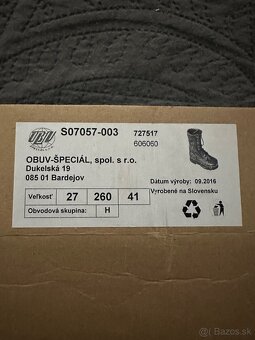 OBUV
S07057-003
727517
606060
OBUV-ŠPECIÁL, spol. s r.o.
Dukelská 19
085 01 Bardejov
Dátum výroby: 09.2016
Vyrobené na Slovensku
Veľkosť 27 260 41
Obvodová skupina: H
Bazos.sk